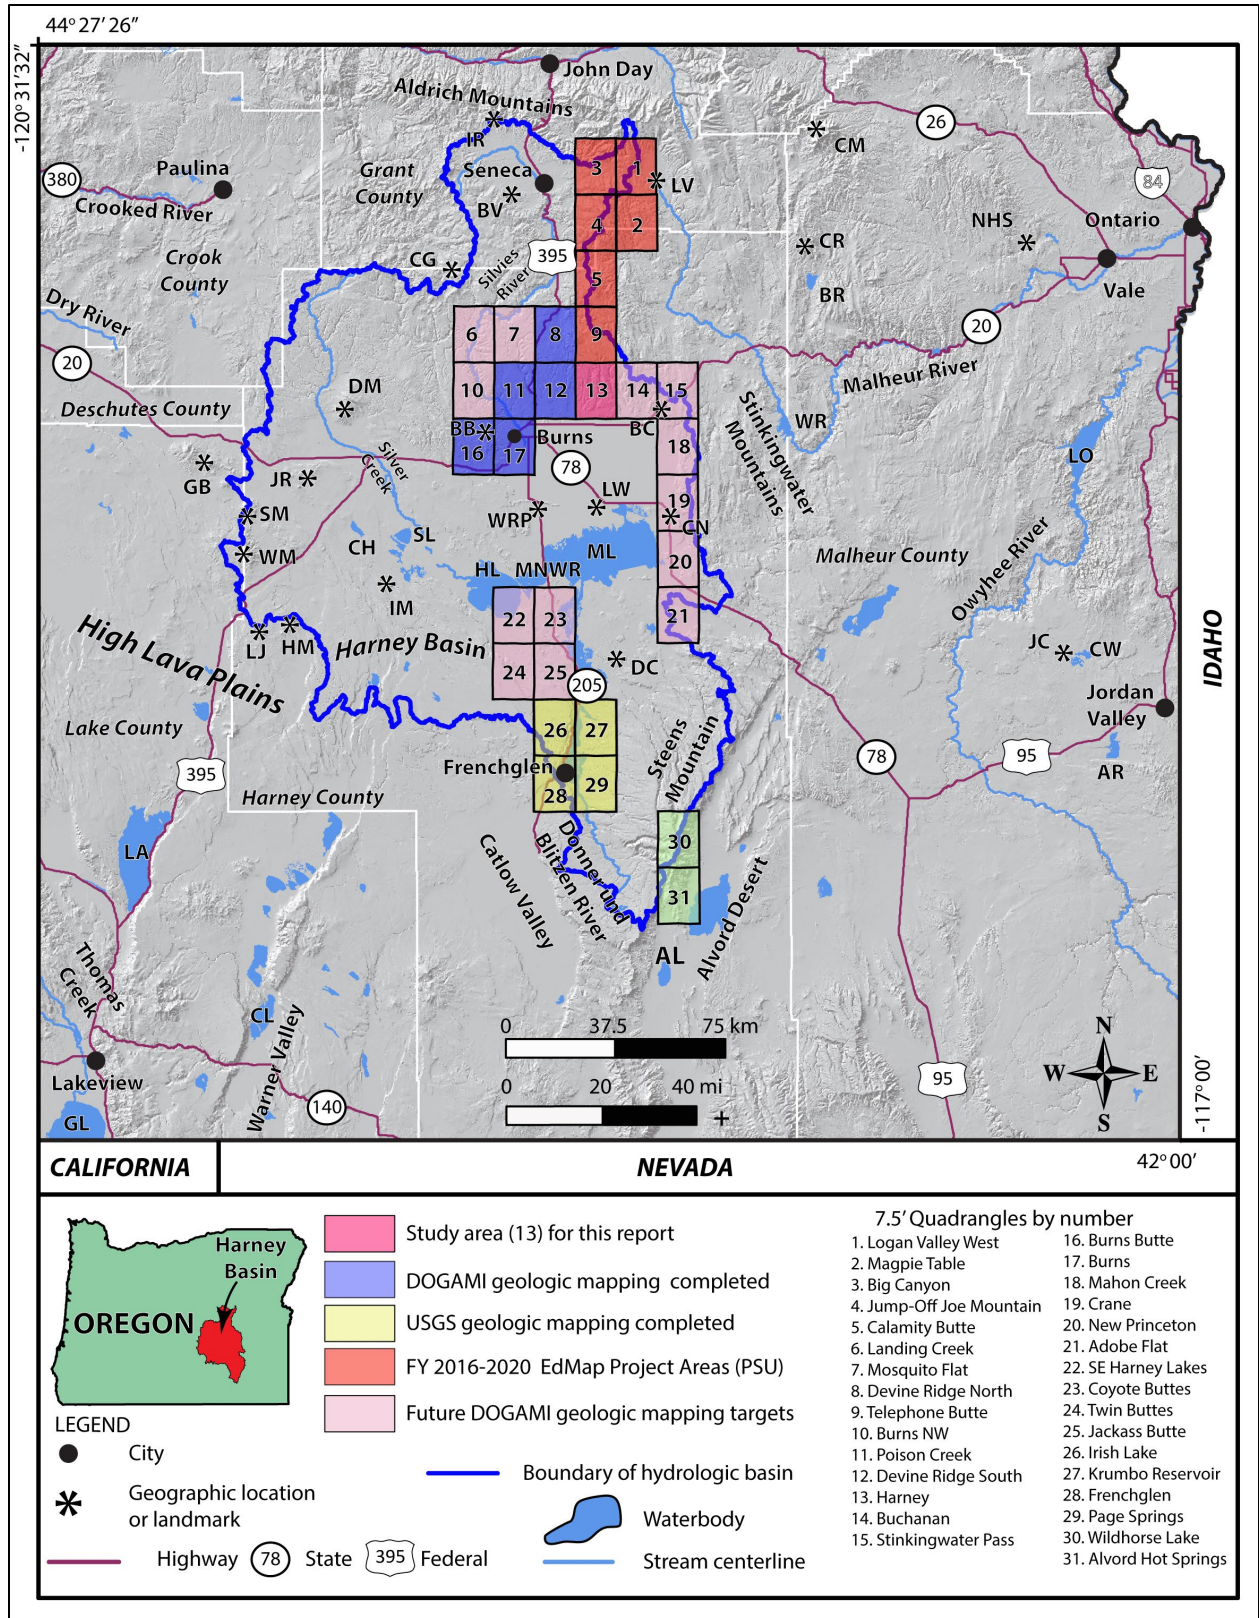 44° 27' 26"
-120° 31'32"
John Day
Aldrich Mountains
IR
26
CM
Paulina
Grant
County
Seneca
3
1
LV
84
380
Crooked River
BV
4
2
NHS
Ontario
Crook
County
CG
Silvies
River
395
CR
5
BR
Vale
Dry River
6
7
8
9
20
20
Malheur River
DM
10
11
12
13
14
15
Deschutes County
Stinkingwater
Mountains
WR
BB
Burns
BC
16
17
18
LO
GB
JR
Silver
Creek
78
LW
19
SM
WRP
CN
WM
CH
SL
ML
20
Malheur County
Owyhee River
HL
MNWR
IM
22
23
21
IDAHO
High Lava Plains
LJ
HM
Harney Basin
DC
JC
CW
24
25
205
Jordan
Valley
Lake County
26
27
Steens
Mountain
78
95
AR
395
Frenchglen
Harney County
28
29
LA
30
Catlow Valley
Donner und
Blitzen River
31
Alvord Desert
AL
Thomas
Creek
CL
Warner Valley
0 37.5 75 km
N
W E
S
0 20 40 mi
+
Lakeview
95
140
GL
-117° 00'
CALIFORNIA
NEVADA
42° 00'
Harney
Basin
OREGON
LEGEND
City
Geographic location
or landmark
Highway 78 State 395 Federal
Study area (13) for this report
DOGAMI geologic mapping completed
USGS geologic mapping completed
FY 2016-2020 EdMap Project Areas (PSU)
Future DOGAMI geologic mapping targets
Boundary of hydrologic basin
Waterbody
Stream centerline
7.5' Quadrangles by number
1. Logan Valley West
2. Magpie Table
3. Big Canyon
4. Jump-Off Joe Mountain
5. Calamity Butte
6. Landing Creek
7. Mosquito Flat
8. Devine Ridge North
9. Telephone Butte
10. Burns NW
11. Poison Creek
12. Devine Ridge South
13. Harney
14. Buchanan
15. Stinkingwater Pass
16. Burns Butte
17. Burns
18. Mahon Creek
19. Crane
20. New Princeton
21. Adobe Flat
22. SE Harney Lakes
23. Coyote Buttes
24. Twin Buttes
25. Jackass Butte
26. Irish Lake
27. Krumbo Reservoir
28. Frenchglen
29. Page Springs
30. Wildhorse Lake
31. Alvord Hot Springs